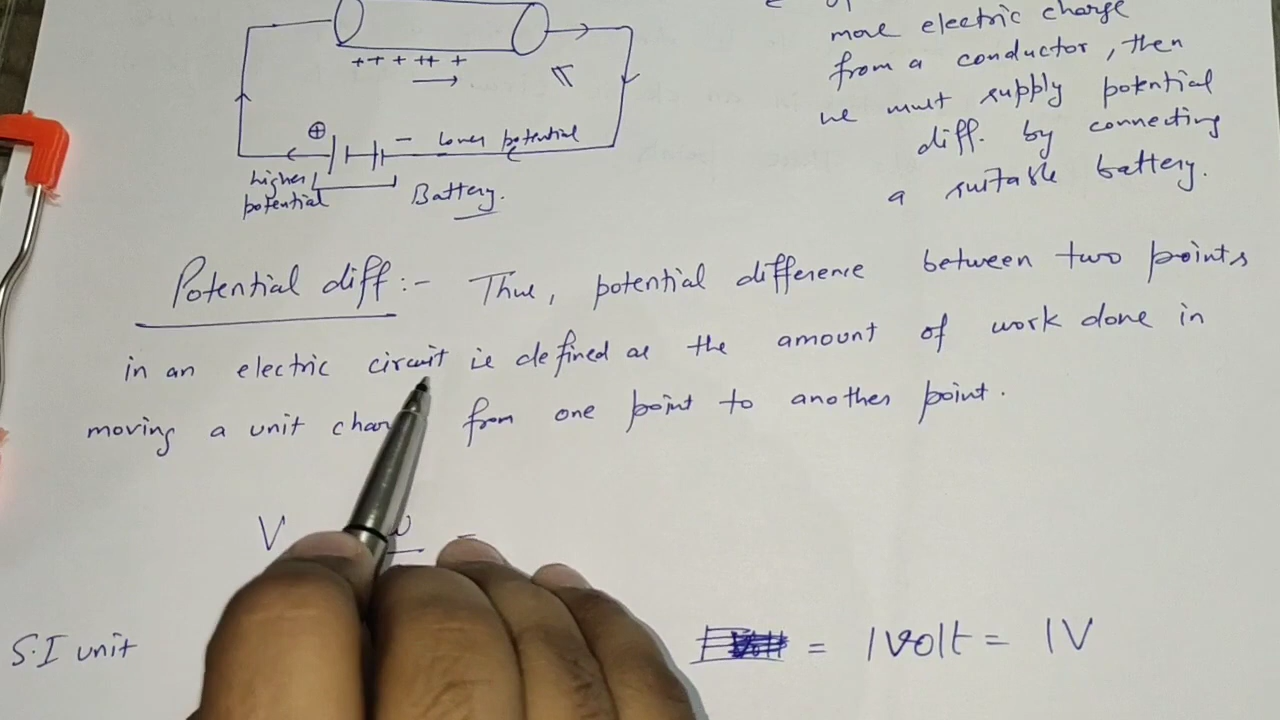 more electric charge
from a conductor, then
we must supply potential
diff. by connecting
a suitable battery.
+ + + + + +
⊕
− Lower potential
higher
potential
Battery.
Potential diff :- Thus, potential difference between two points
in an electric circuit is defined as the amount of work done in
moving a unit from one point to another point.
V
=
S.I unit
= 1 Volt = 1V